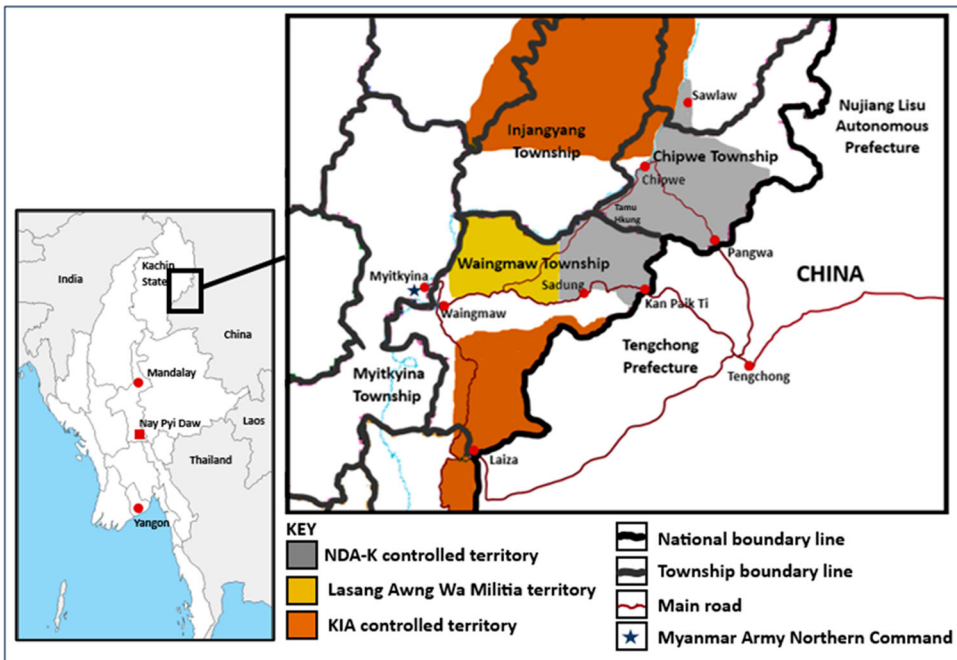 India
Kachin
State
China
Mandalay
Nay Pyi Daw
Laos
Thailand
Yangon
Sawlaw
Nujiang Lisu
Autonomous
Prefecture
Injangyang
Township
Chipwe Township
Chipwe
Tamu
Hkung
Pangwa
Waingmaw Township
CHINA
Myitkyina
Sadung
Kan Paik Ti
Waingmaw
Tengchong
Prefecture
Myitkyina
Township
Tengchong
Laiza
KEY
NDA-K controlled territory
Lasang Awng Wa Militia territory
KIA controlled territory
National boundary line
Township boundary line
Main road
Myanmar Army Northern Command